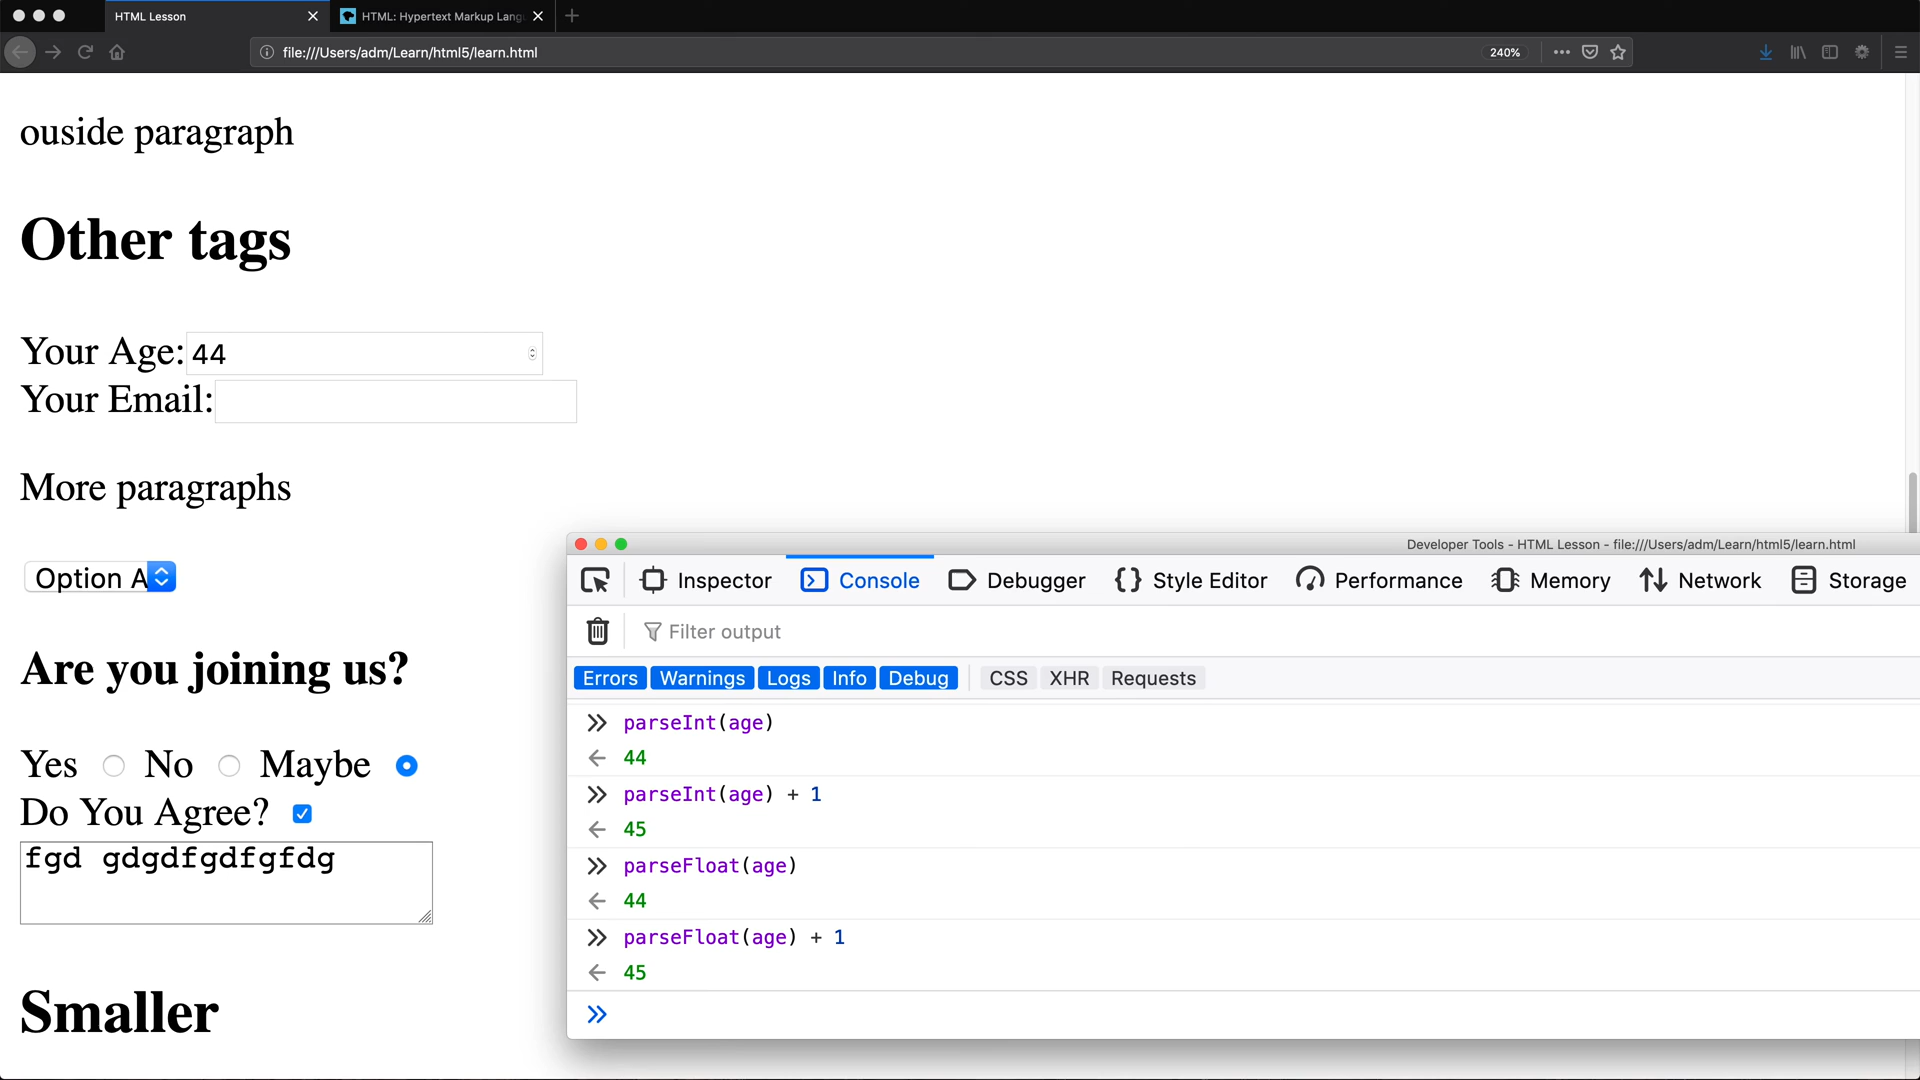 HTML Lesson
HTML: Hypertext Markup Lang
file:///Users/adm/Learn/html5/learn.html
240%
ouside paragraph
Other tags
Your Age: 44
Your Email:
More paragraphs
Option A
Are you joining us?
Yes No Maybe
Do You Agree?
fgd gdgdfgdfgfdg
Smaller
Developer Tools - HTML Lesson - file:///Users/adm/Learn/html5/learn.html
Inspector Console Debugger Style Editor Performance Memory Network Storage
Filter output
Errors Warnings Logs Info Debug CSS XHR Requests
parseInt(age)
44
parseInt(age) + 1
45
parseFloat(age)
44
parseFloat(age) + 1
45